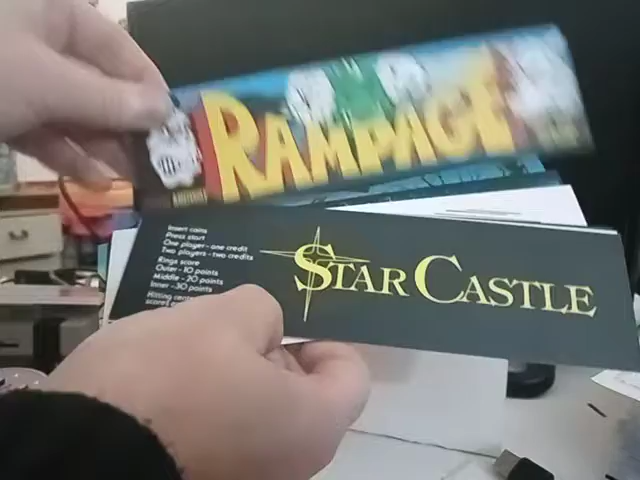 RAMPAGE
Insert coins
Press start
One player - one credit
Two players - two credits
Rings score
Outer - 10 points
Middle - 20 points
Inner - 30 points
Hitting
STAR CASTLE